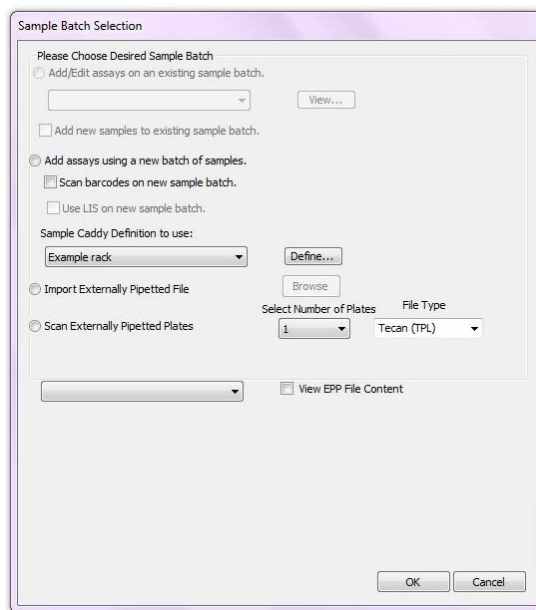 Sample Batch Selection
Please Choose Desired Sample Batch
Add/Edit assays on an existing sample batch.
View...
Add new samples to existing sample batch.
Add assays using a new batch of samples.
Scan barcodes on new sample batch.
Use LIS on new sample batch.
Sample Caddy Definition to use:
Example rack Define...
Import Externally Pipetted File Browse
Select Number of Plates File Type
Scan Externally Pipetted Plates 1 Tecan (TPL)
View EPP File Content
OK Cancel